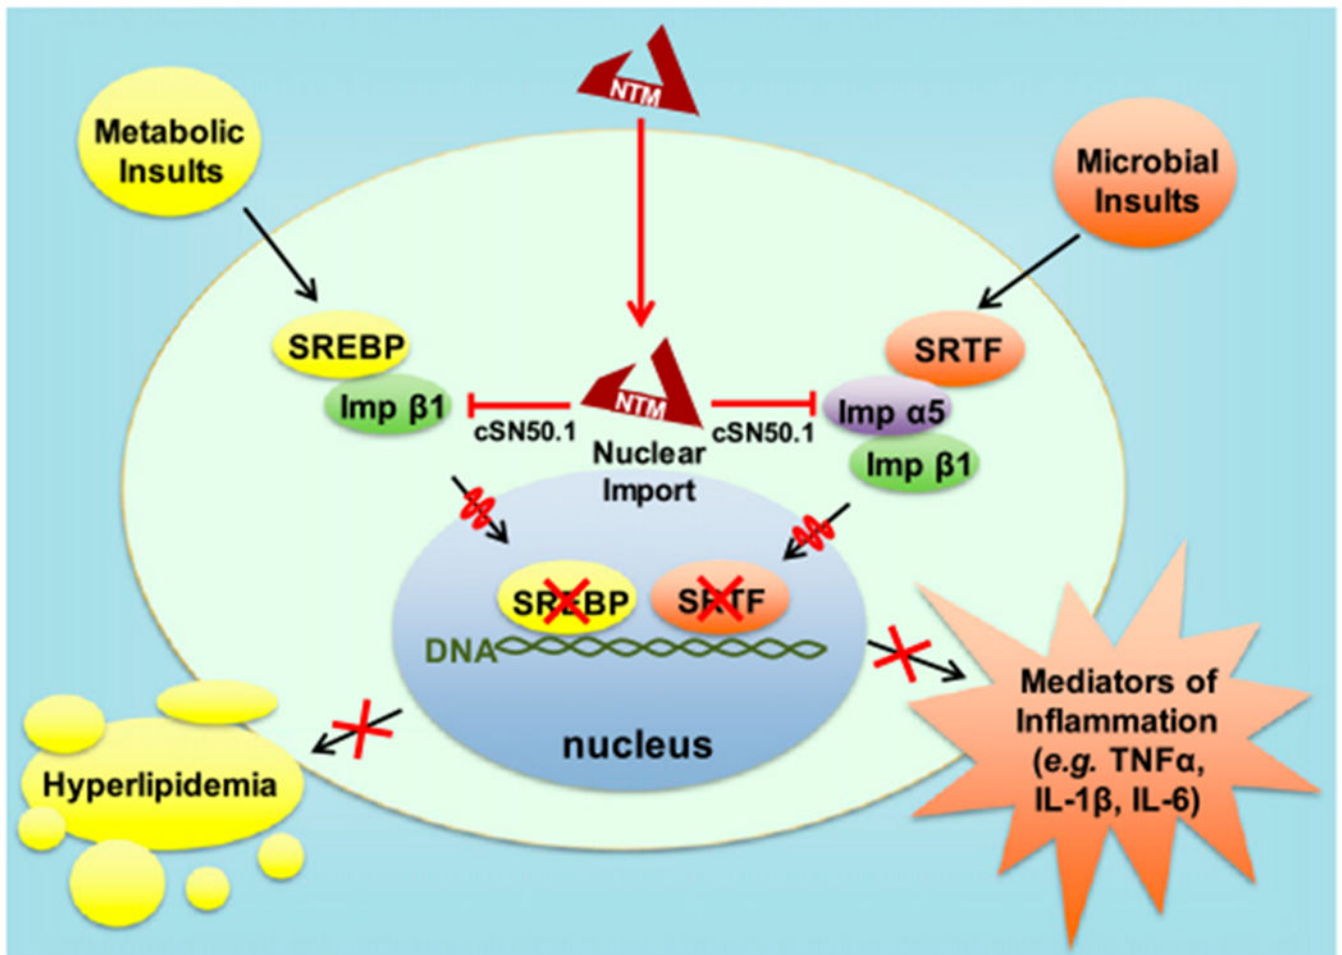 NTM
Metabolic
Insults
Microbial
Insults
SREBP
SRTF
Imp β1
NTM
Imp α5
cSN50.1
cSN50.1
Nuclear
Import
Imp β1
SREBP
SRTF
DNA
nucleus
Hyperlipidemia
Mediators of
Inflammation
(e.g. TNFα,
IL-1β, IL-6)